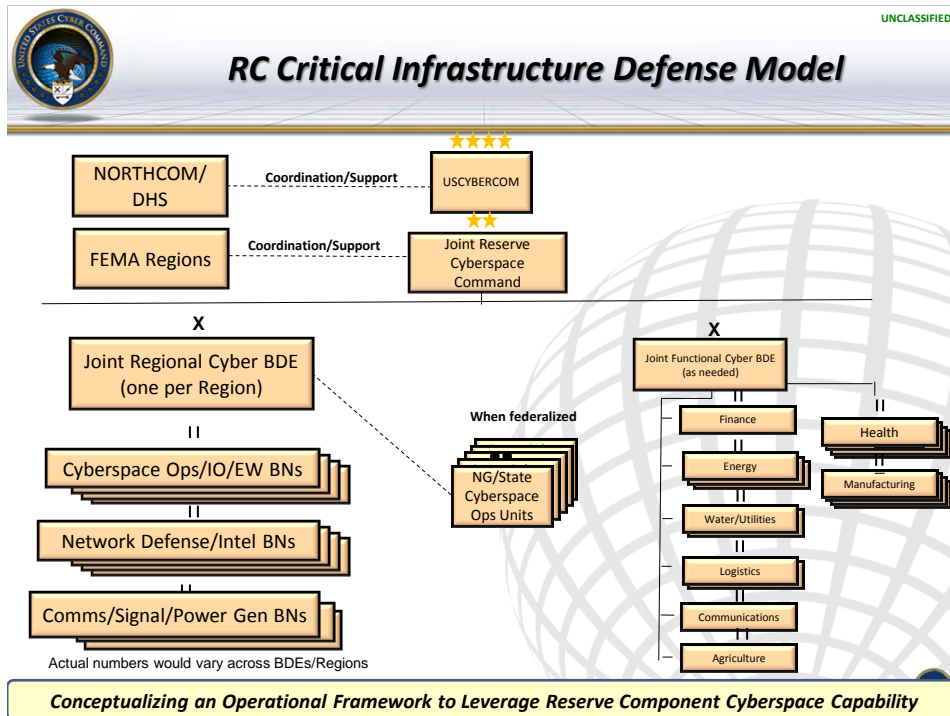 UNCLASSIFIED
UNITED STATES CYBER COMMAND
RC Critical Infrastructure Defense Model
NORTHCOM/
DHS
Coordination/Support
USCYBERCOM
FEMA Regions
Coordination/Support
Joint Reserve
Cyberspace
Command
X
Joint Regional Cyber BDE
(one per Region)
I I
Cyberspace Ops/IO/EW BNs
I I
Network Defense/Intel BNs
I I
Comms/Signal/Power Gen BNs
Actual numbers would vary across BDEs/Regions
When federalized
NG/State
Cyberspace
Ops Units
X
Joint Functional Cyber BDE
(as needed)
I I
Finance
I I
Energy
I I
Water/Utilities
I I
Logistics
I I
Communications
I I
Agriculture
I I
Health
I I
Manufacturing
Conceptualizing an Operational Framework to Leverage Reserve Component Cyberspace Capability